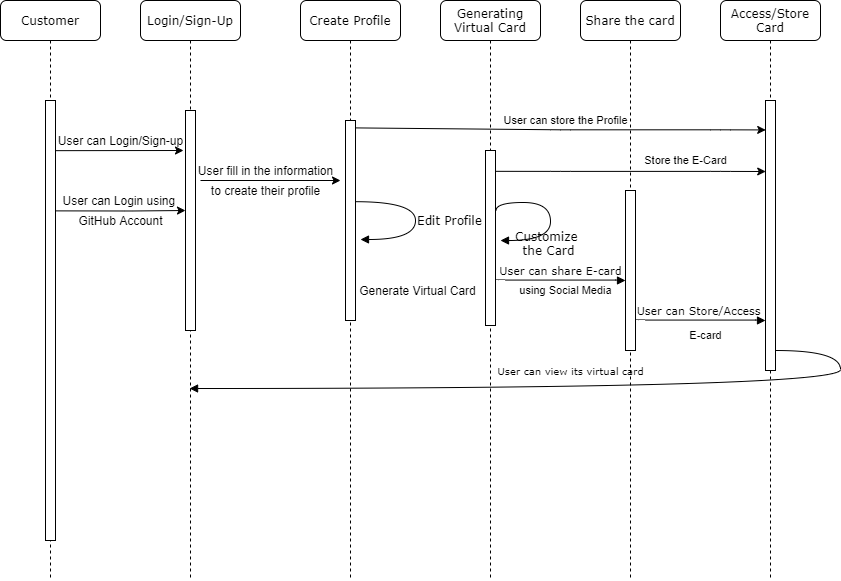 Customer
Login/Sign-Up
Create Profile
Generating
Virtual Card
Share the card
Access/Store
Card
User can store the Profile
User can Login/Sign-up
Store the E-Card
User fill in the information
to create their profile
User can Login using
GitHub Account
Edit Profile
Customize
the Card
User can share E-card
using Social Media
Generate Virtual Card
User can Store/Access
E-card
User can view its virtual card